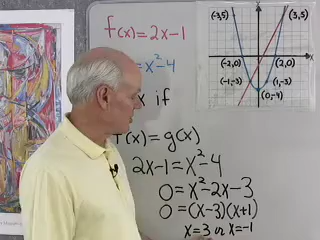 f(x)=2x-1
=x²-4
x if
f(x)=g(x)
2x-1=x²-4
0=x²-2x-3
0=(x-3)(x+1)
x=3 or x=-1
(-3,5) (3,5)
x
(-2,0) (2,0)
(-1,-3) (1,-3)
(0,-4)